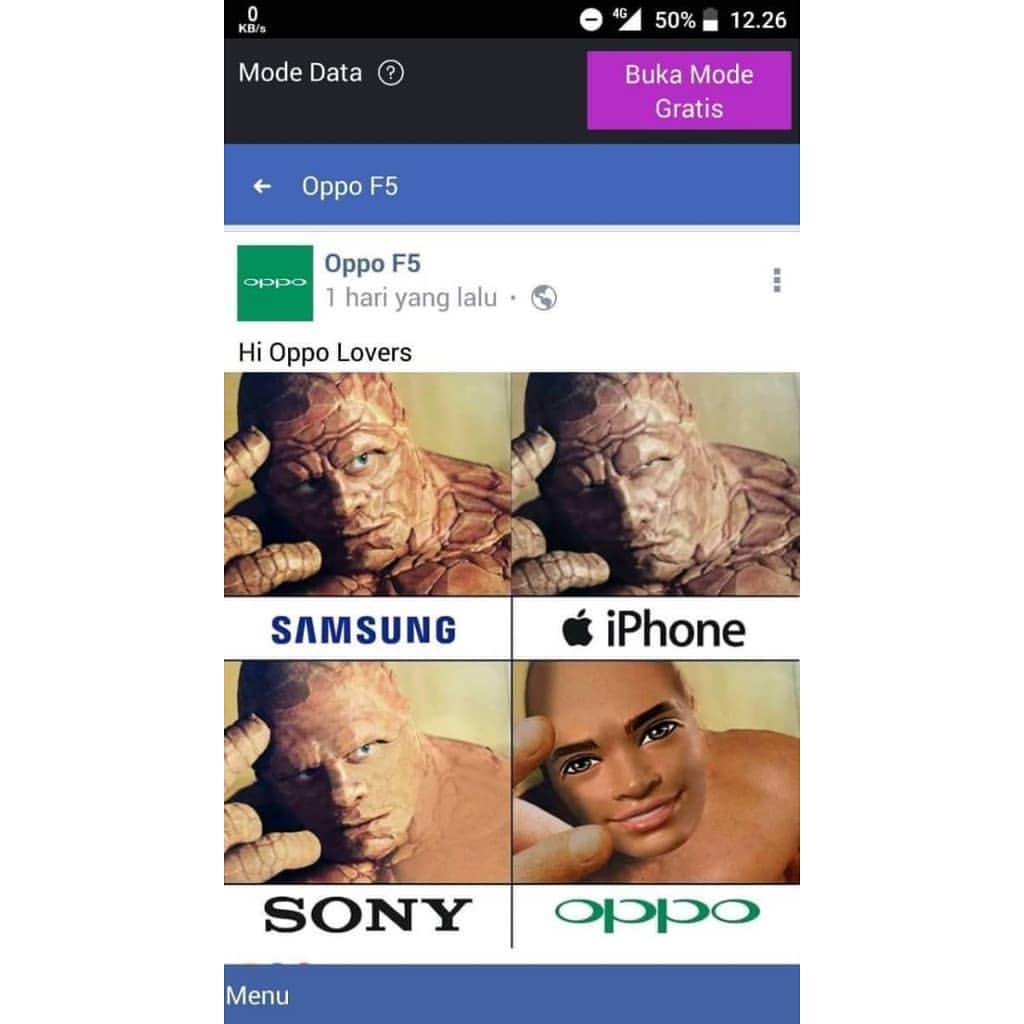 0
KB/s
4G 50% 12.26
Mode Data ?
Buka Mode
Gratis
Oppo F5
oppo
Oppo F5
1 hari yang lalu ·
Hi Oppo Lovers
SAMSUNG
iPhone
SONY
oppo
Menu